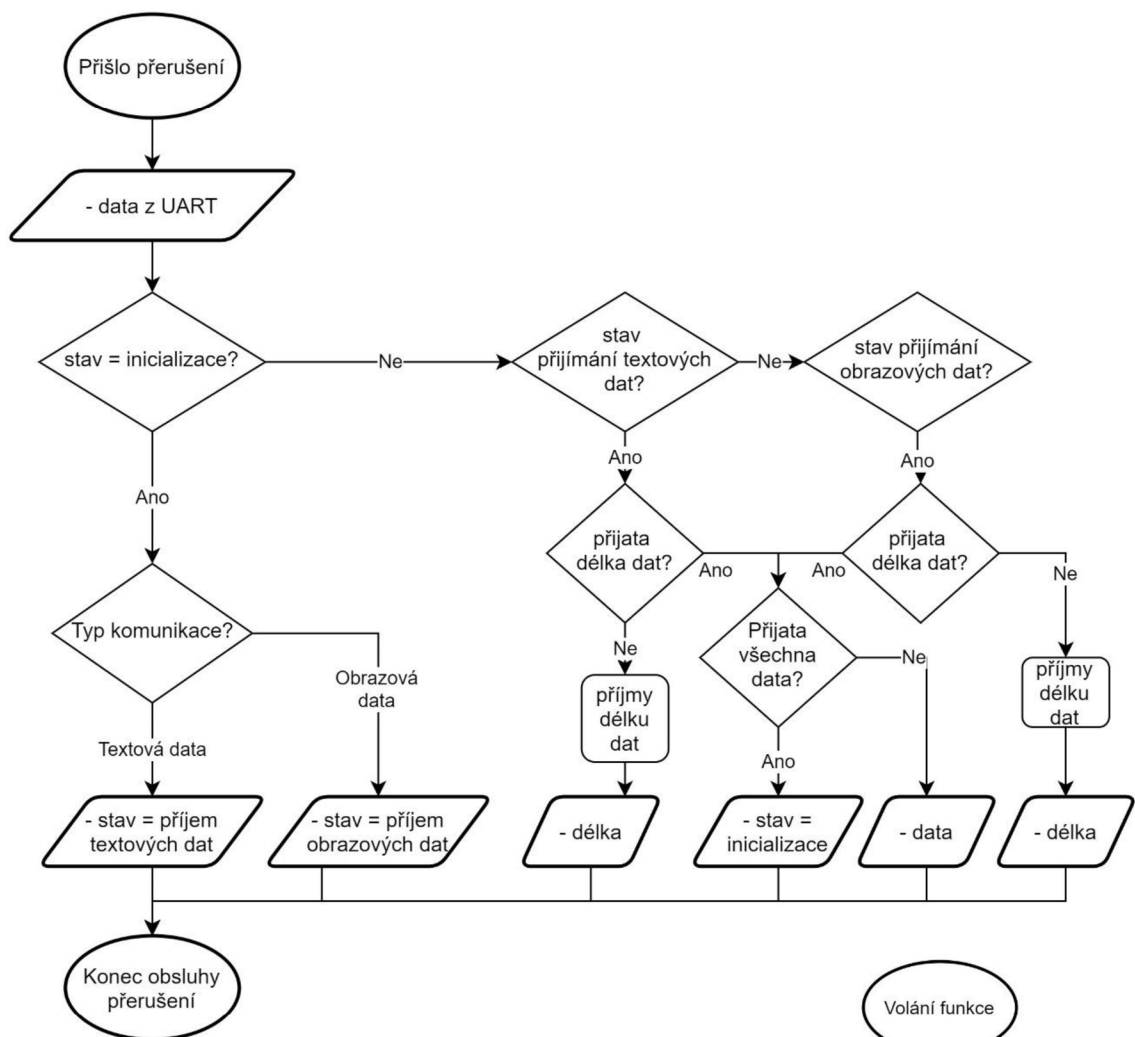 Přišlo přerušení
- data z UART
stav = inicializace?
Ne
stav
přijímání textových
dat?
Ne
stav přijímání
obrazových dat?
Ano
Ano
Ano
přijata
délka dat?
Ano
Ano
přijata
délka dat?
Ne
Typ komunikace?
Ne
Přijata
všechna
data?
Ne
Obrazová
data
příjmy
délku
dat
příjmy
délku
dat
Textová data
Ano
- stav = příjem
textových dat
- stav = příjem
obrazových dat
- délka
- stav =
inicializace
- data
- délka
Konec obsluhy
přerušení
Volání funkce